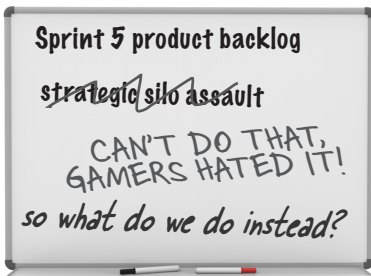 Sprint 5 product backlog
strategic silo assault
CAN'T DO THAT,
GAMERS HATED IT!
so what do we do instead?